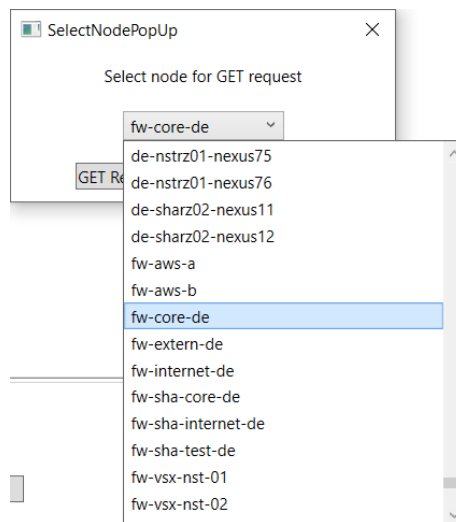 SelectNodePopUp
Select node for GET request
fw-core-de
GET Re
de-nstrz01-nexus75
de-nstrz01-nexus76
de-sharz02-nexus11
de-sharz02-nexus12
fw-aws-a
fw-aws-b
fw-core-de
fw-extern-de
fw-internet-de
fw-sha-core-de
fw-sha-internet-de
fw-sha-test-de
fw-vsx-nst-01
fw-vsx-nst-02